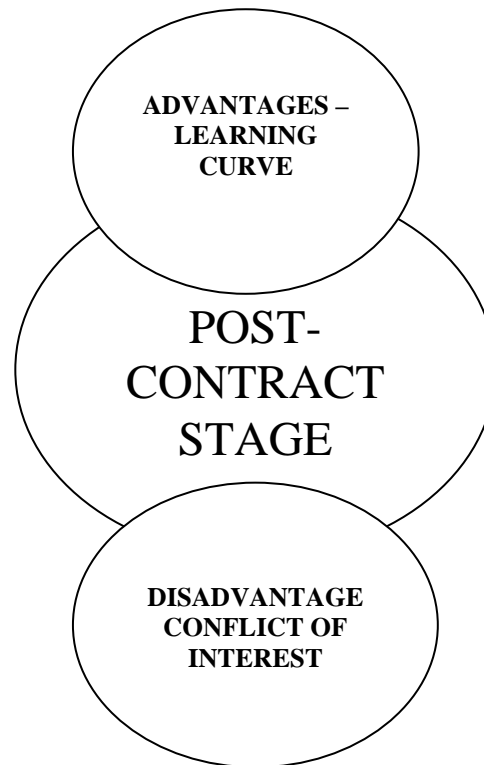 ADVANTAGES –
LEARNING
CURVE
POST-
CONTRACT
STAGE
DISADVANTAGE
CONFLICT OF
INTEREST